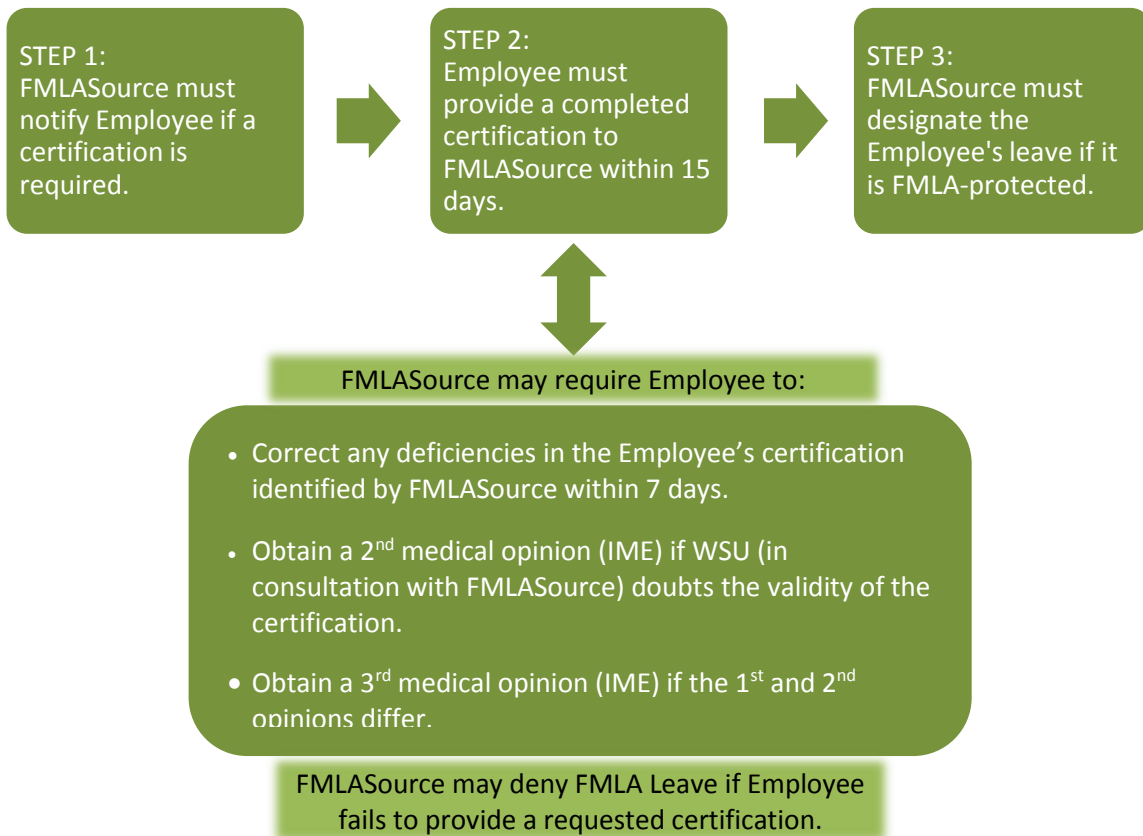 STEP 1:
FMLASource must
notify Employee if a
certification is
required.
STEP 2:
Employee must
provide a completed
certification to
FMLASource within 15
days.
STEP 3:
FMLASource must
designate the
Employee's leave if it
is FMLA-protected.
FMLASource may require Employee to:
• Correct any deficiencies in the Employee’s certification
identified by FMLASource within 7 days.
• Obtain a 2nd medical opinion (IME) if WSU (in
consultation with FMLASource) doubts the validity of the
certification.
• Obtain a 3rd medical opinion (IME) if the 1st and 2nd
opinions differ.
FMLASource may deny FMLA Leave if Employee
fails to provide a requested certification.